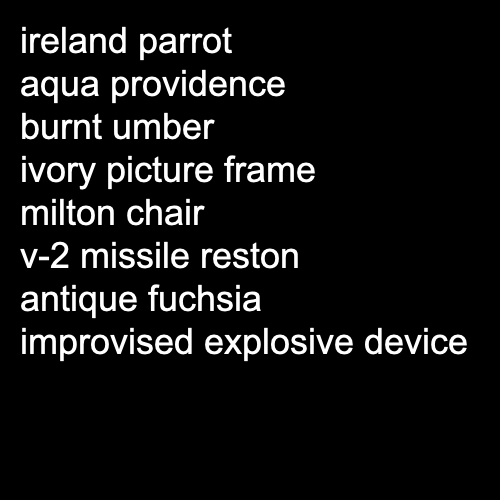 ireland parrot
aqua providence
burnt umber
ivory picture frame
milton chair
v-2 missile reston
antique fuchsia
improvised explosive device